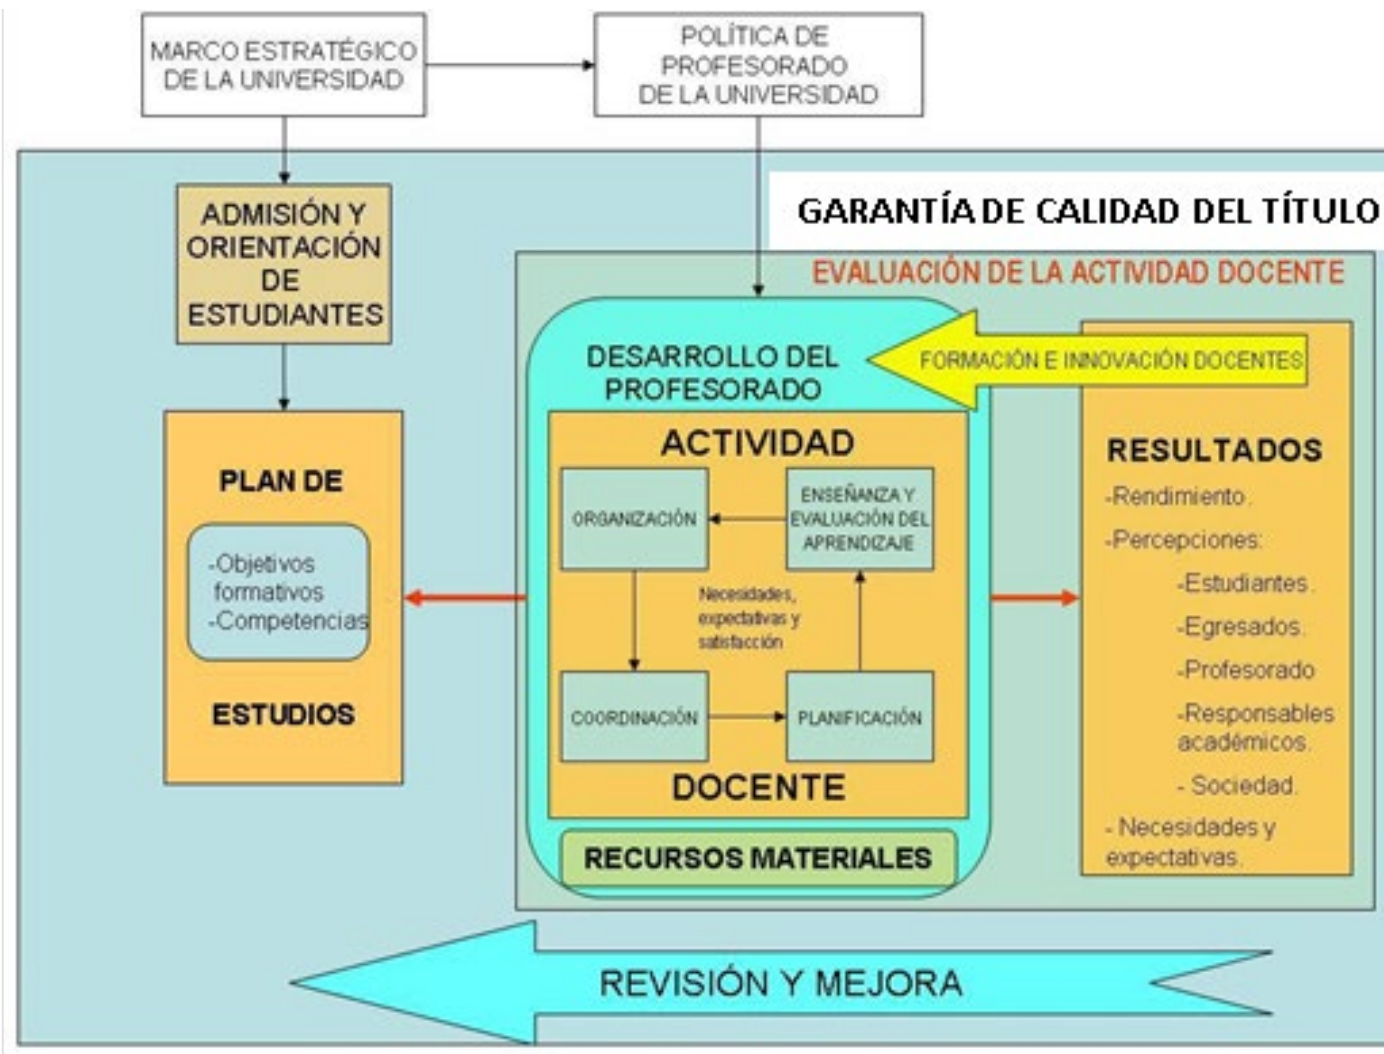 MARCO ESTRATÉGICO
DE LA UNIVERSIDAD
POLÍTICA DE
PROFESORADO
DE LA UNIVERSIDAD
GARANTÍA DE CALIDAD DEL TÍTULO
ADMISIÓN Y
ORIENTACIÓN
DE
ESTUDIANTES
EVALUACIÓN DE LA ACTIVIDAD DOCENTE
DESARROLLO DEL
PROFESORADO
FORMACIÓN E INNOVACIÓN DOCENTES
PLAN DE
-Objetivos
formativos
-Competencias
ESTUDIOS
ACTIVIDAD
ORGANIZACIÓN
ENSEÑANZA Y
EVALUACIÓN DEL
APRENDIZAJE
Necesidades,
expectativas y
satisfacción
COORDINACIÓN
PLANIFICACIÓN
DOCENTE
RECURSOS MATERIALES
RESULTADOS
-Rendimiento.
-Percepciones:
-Estudiantes.
-Egresados.
-Profesorado
-Responsables
académicos.
- Sociedad.
- Necesidades y
expectativas.
REVISIÓN Y MEJORA